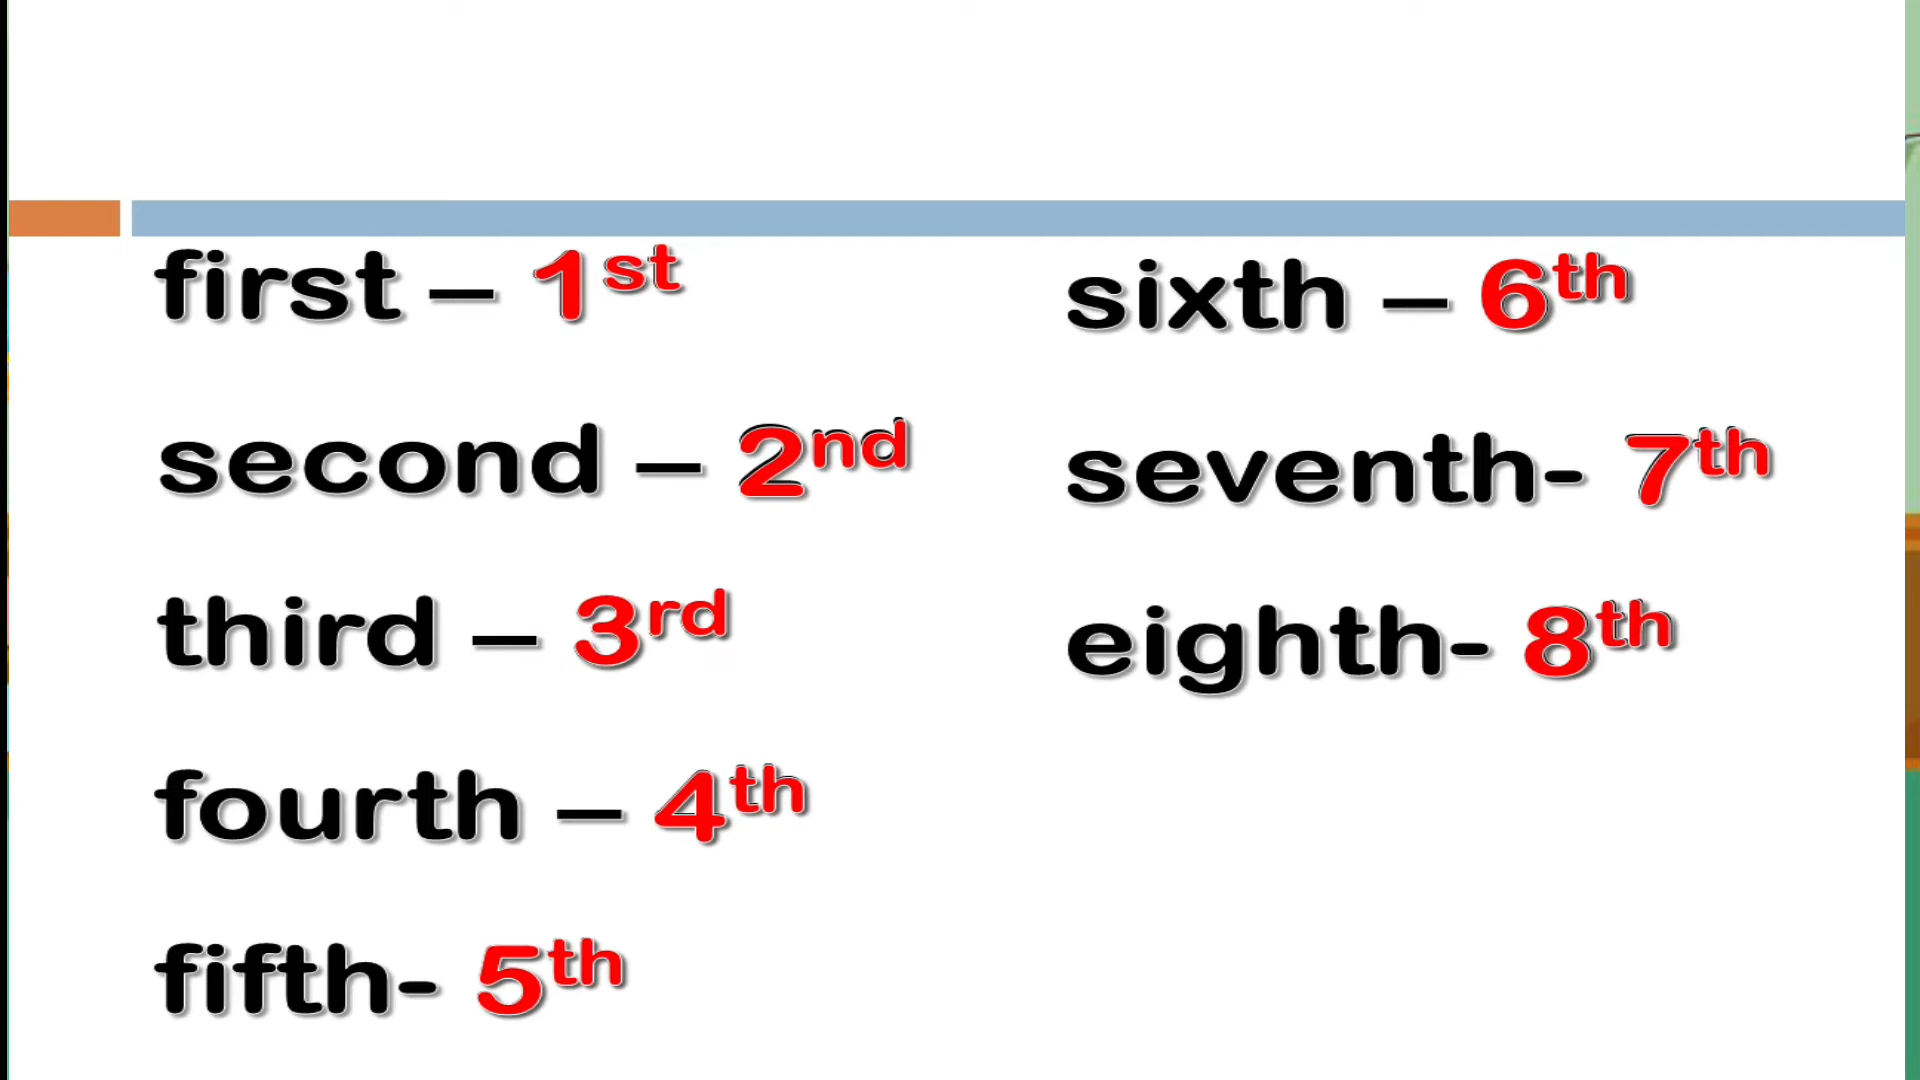 first – 1st
second – 2nd
third – 3rd
fourth – 4th
fifth- 5th
sixth – 6th
seventh- 7th
eighth- 8th